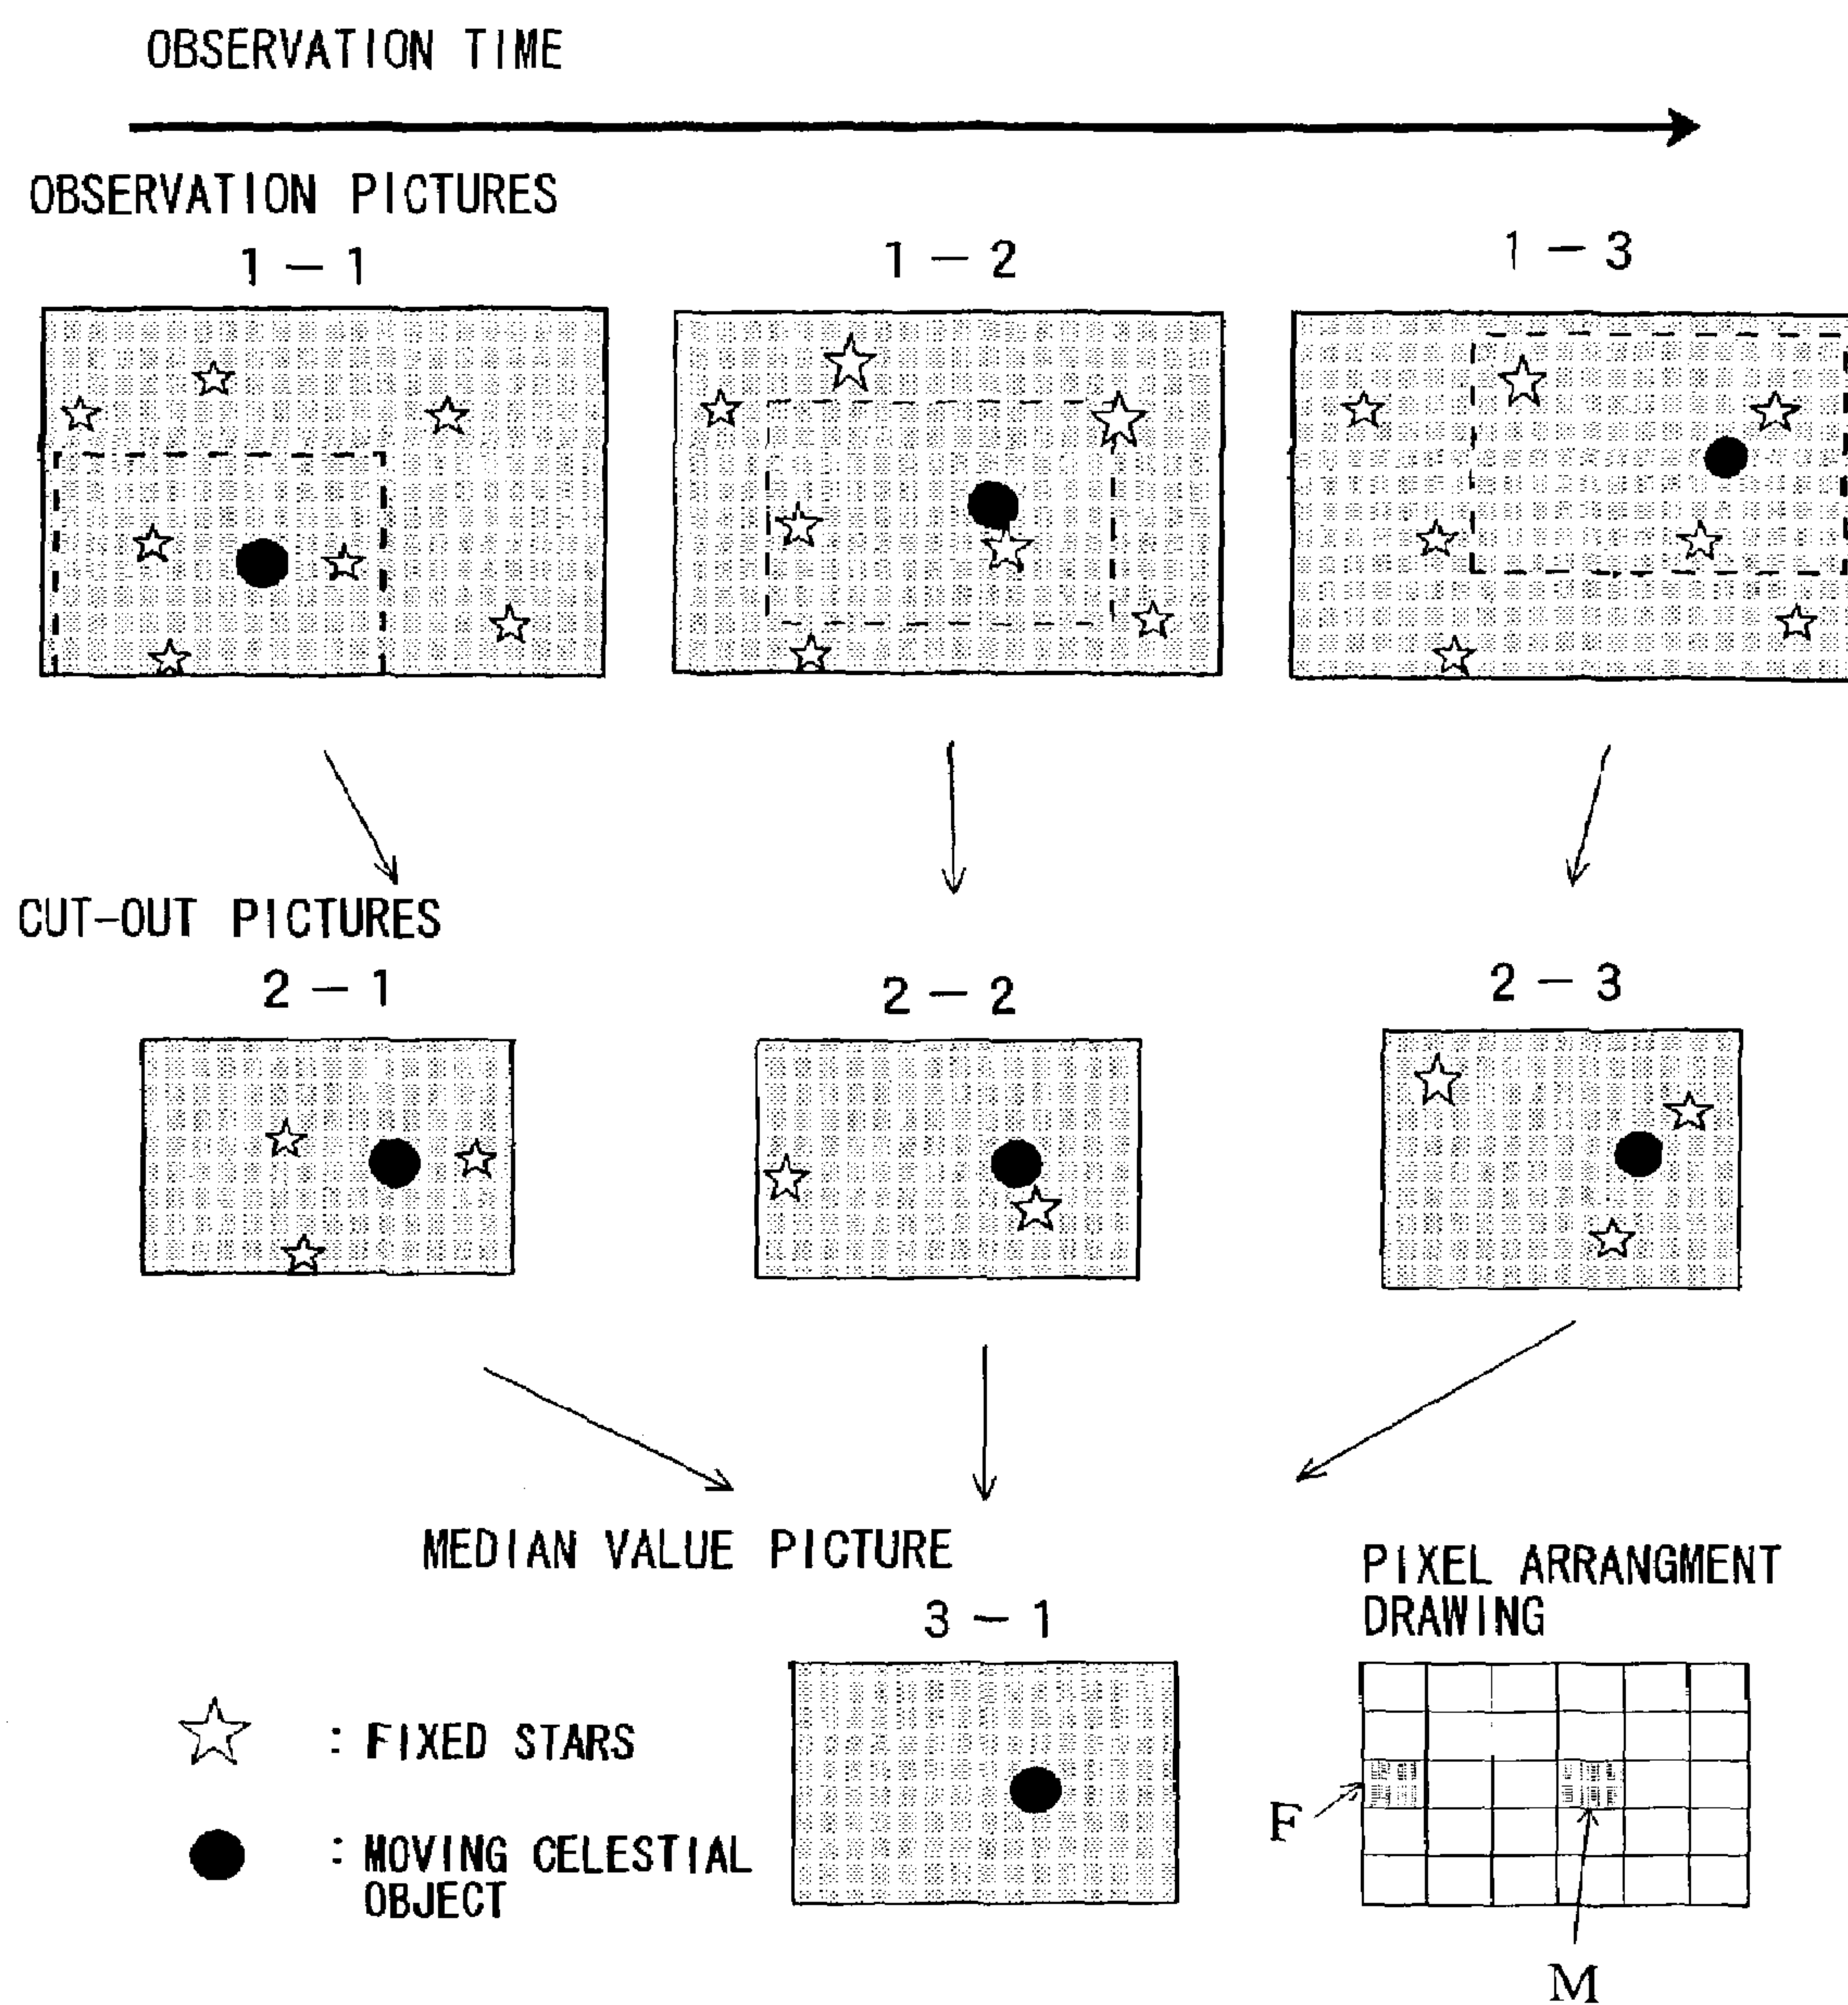 OBSERVATION TIME
OBSERVATION PICTURES
1 - 1
1 - 2
1 - 3
CUT-OUT PICTURES
2 - 1
2 - 2
2 - 3
MEDIAN VALUE PICTURE
3 - 1
PIXEL ARRANGMENT
DRAWING
: FIXED STARS
: MOVING CELESTIAL
OBJECT
F
M